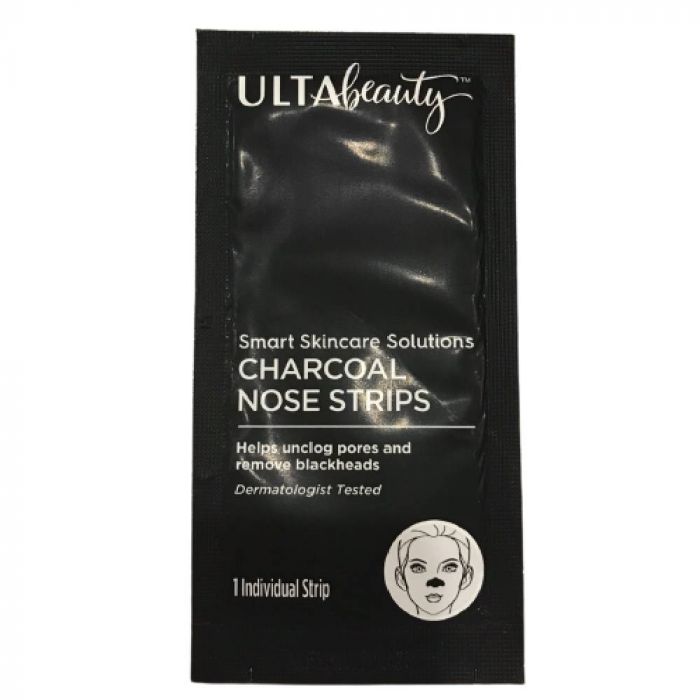 ULTAbeauty™
Smart Skincare Solutions
CHARCOAL
NOSE STRIPS
Helps unclog pores and
remove blackheads
Dermatologist Tested
1 Individual Strip